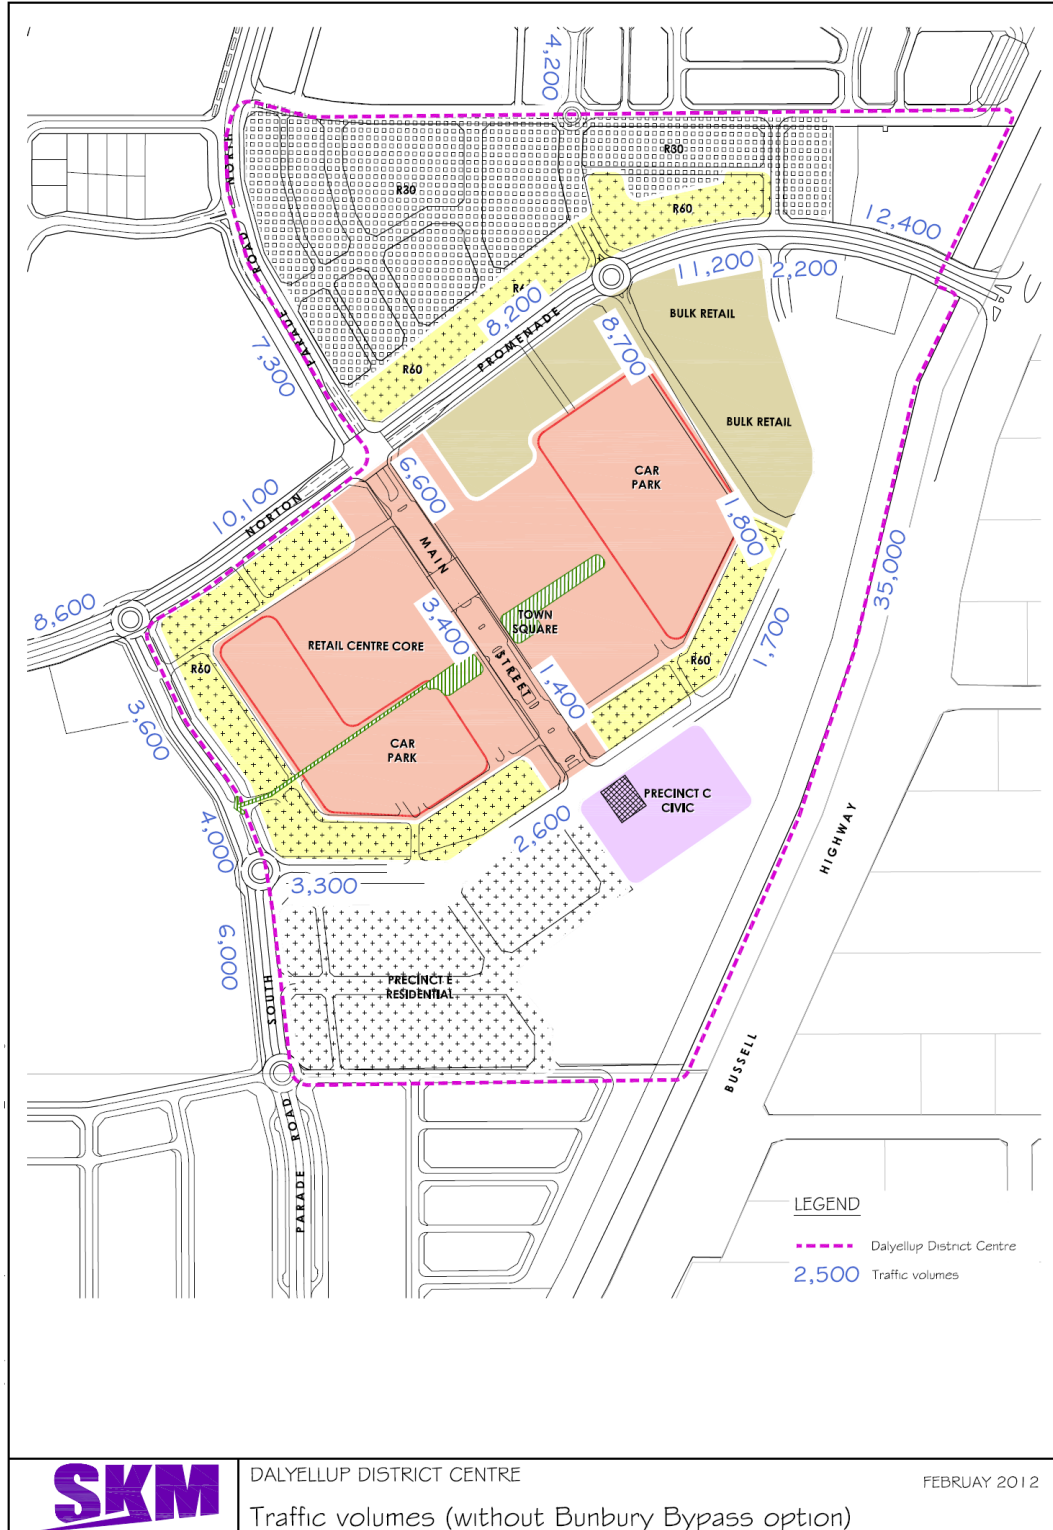 4,200
NORTH
R30
R30
R60
12,400
ROAD
11,200
2,200
8,200
BULK RETAIL
PROMENADE
8,700
PARADE
7,300
R60
BULK RETAIL
6,600
CAR
PARK
10,100
NORTON
1,800
MAIN
35,000
8,600
3,400
TOWN
SQUARE
RETAIL CENTRE CORE
1,700
R60
R60
STREET
1,400
3,600
CAR
PARK
PRECINCT C
CIVIC
4,000
2,600
HIGHWAY
3,300
6,000
PRECINCT E
RESIDENTIAL
SOUTH
BUSSELL
ROAD
PARADE
LEGEND
Dalyellup District Centre
2,500 Traffic volumes
SKM
DALYELLUP DISTRICT CENTRE
FEBRUAY 2012
Traffic volumes (without Bunbury Bypass option)